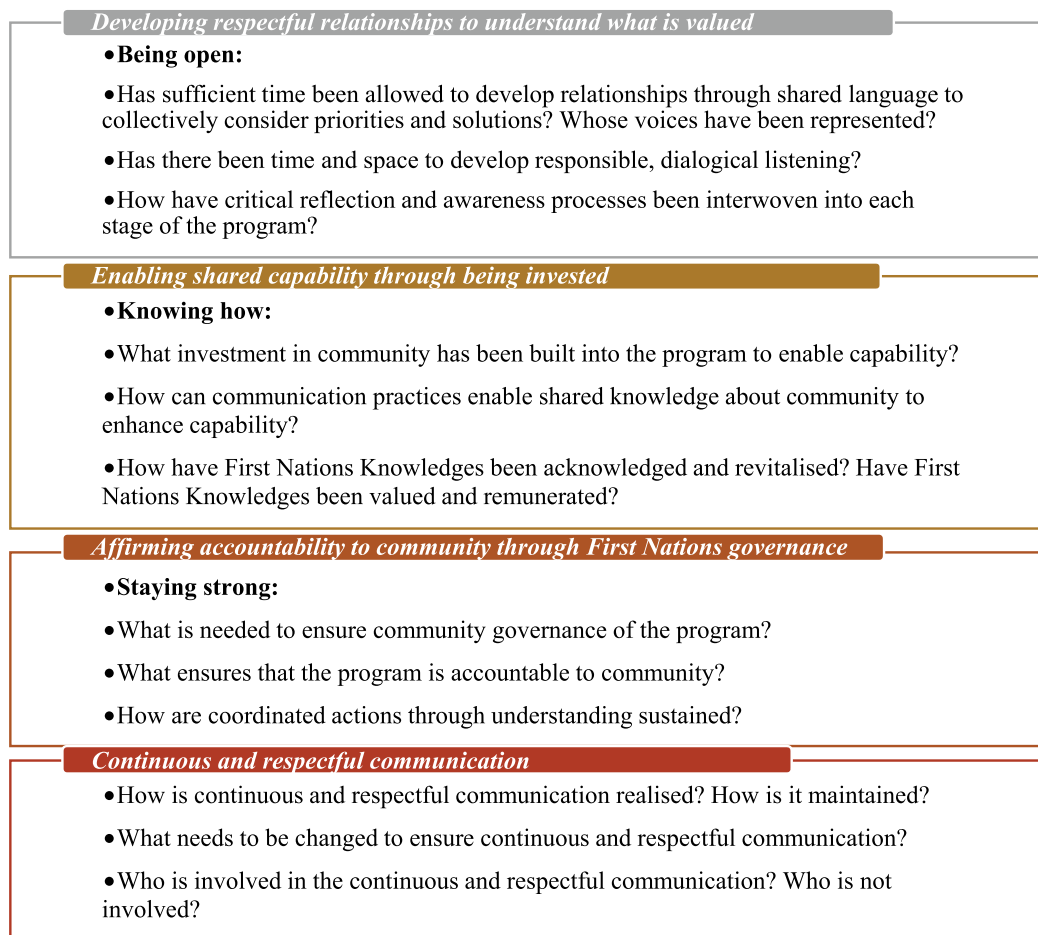 Developing respectful relationships to understand what is valued
•Being open:
•Has sufficient time been allowed to develop relationships through shared language to
collectively consider priorities and solutions? Whose voices have been represented?
•Has there been time and space to develop responsible, dialogical listening?
•How have critical reflection and awareness processes been interwoven into each
stage of the program?
Enabling shared capability through being invested
•Knowing how:
•What investment in community has been built into the program to enable capability?
•How can communication practices enable shared knowledge about community to
enhance capability?
•How have First Nations Knowledges been acknowledged and revitalised? Have First
Nations Knowledges been valued and remunerated?
Affirming accountability to community through First Nations governance
•Staying strong:
•What is needed to ensure community governance of the program?
•What ensures that the program is accountable to community?
•How are coordinated actions through understanding sustained?
Continuous and respectful communication
•How is continuous and respectful communication realised? How is it maintained?
•What needs to be changed to ensure continuous and respectful communication?
•Who is involved in the continuous and respectful communication? Who is not
involved?